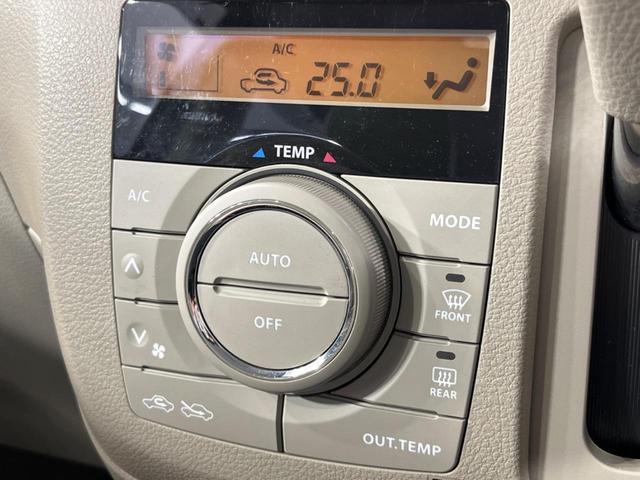 A/C
25.0
TEMP
A/C
MODE
AUTO
OFF
FRONT
REAR
OUT.TEMP